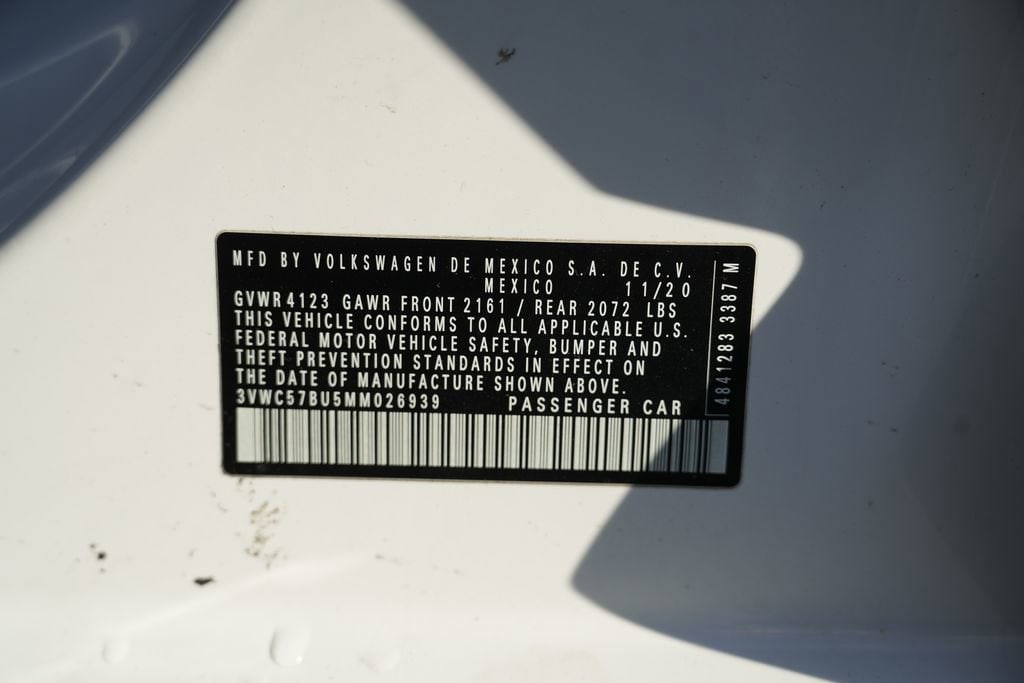 MFD BY VOLKSWAGEN DE MEXICO S.A. DE C.V.
MEXICO 11/20
GVWR 4123 GAWR FRONT 2161 / REAR 2072 LBS
THIS VEHICLE CONFORMS TO ALL APPLICABLE U.S.
FEDERAL MOTOR VEHICLE SAFETY, BUMPER AND
THEFT PREVENTION STANDARDS IN EFFECT ON
THE DATE OF MANUFACTURE SHOWN ABOVE.
3VWC57BU5MM026939 PASSENGER CAR
4841283 3387 M